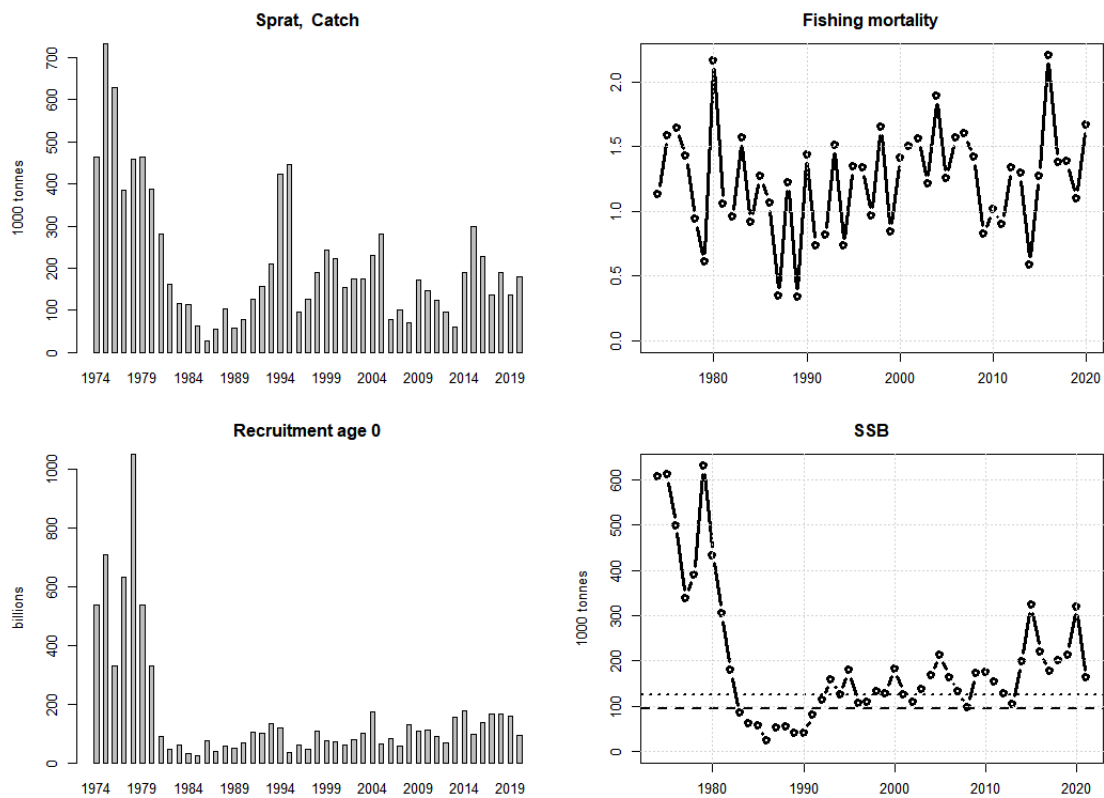 Sprat,  Catch
1000 tonnes
700
600
500
400
300
200
100
0
1974 1979 1984 1989 1994 1999 2004 2009 2014 2019
Fishing mortality
2.0
1.5
1.0
0.5
0.0
1980 1990 2000 2010 2020
Recruitment age 0
billions
1000
800
600
400
200
0
1974 1979 1984 1989 1994 1999 2004 2009 2014 2019
SSB
1000 tonnes
600
500
400
300
200
100
0
1980 1990 2000 2010 2020